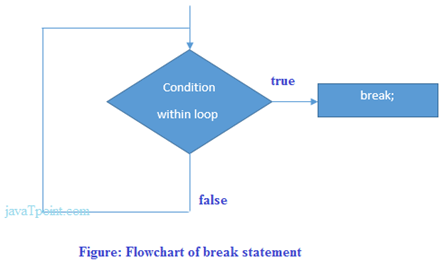 Condition
within loop
true
break;
false
javaTpoint.com
Figure: Flowchart of break statement